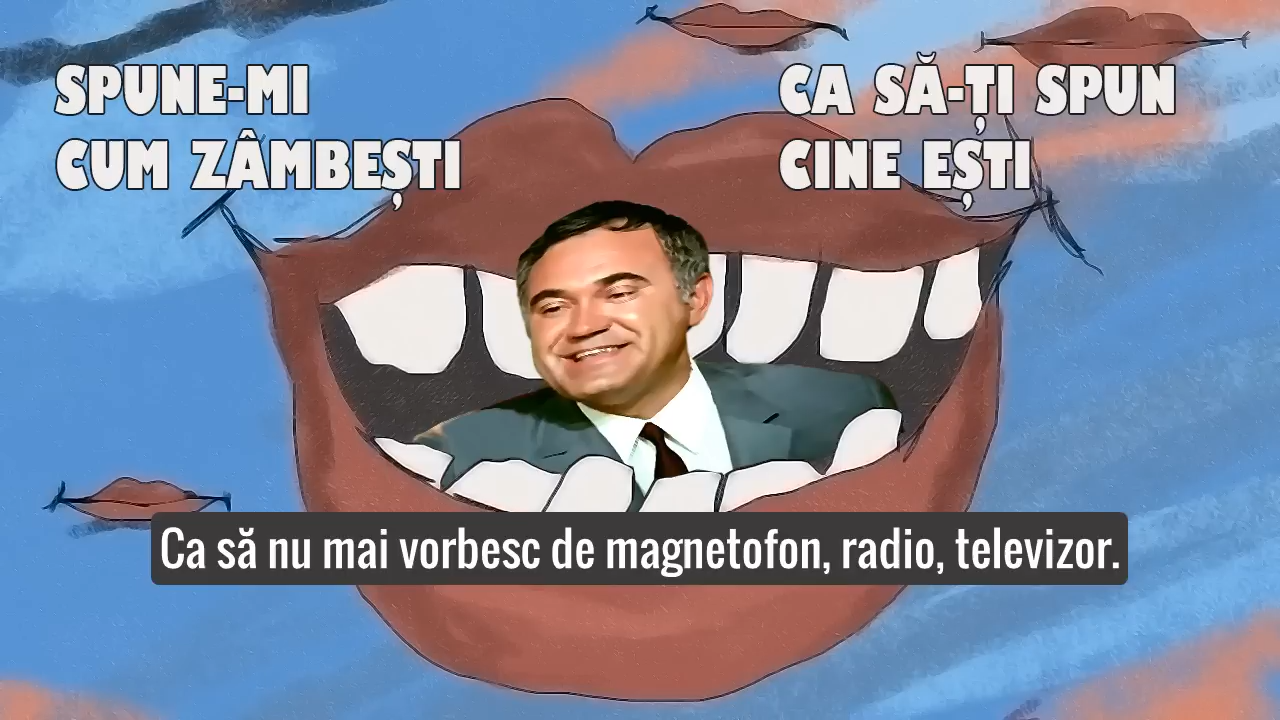 SPUNE-MI
CUM ZÂMBEȘTI
CA SĂ-ȚI SPUN
CINE EȘTI
Ca să nu mai vorbesc de magnetofon, radio, televizor.